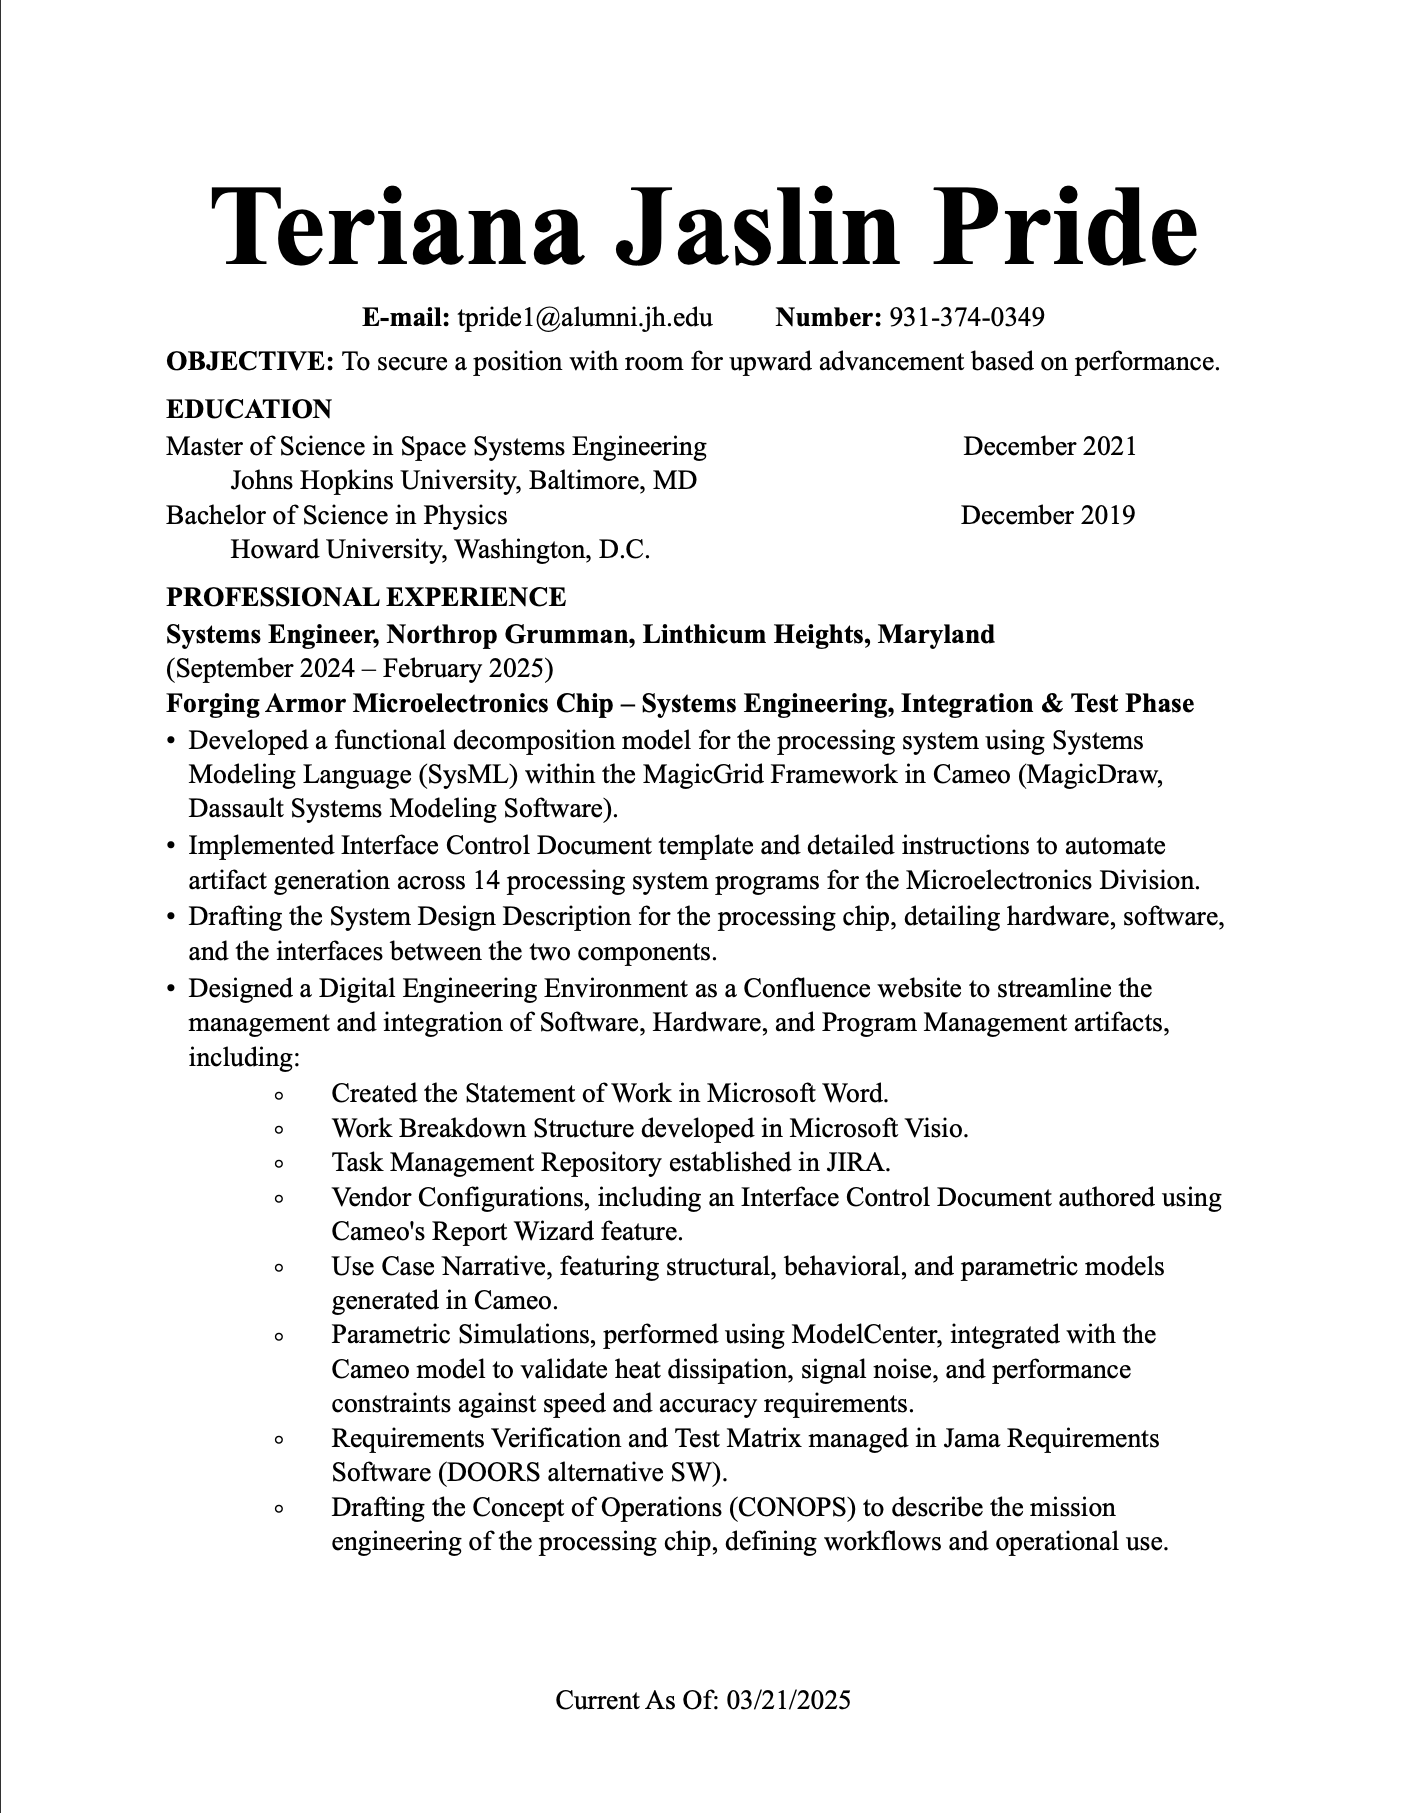 Teriana Jaslin Pride
E-mail: tpride1@alumni.jh.edu Number: 931-374-0349
OBJECTIVE: To secure a position with room for upward advancement based on performance.
EDUCATION
Master of Science in Space Systems Engineering December 2021
Johns Hopkins University, Baltimore, MD
Bachelor of Science in Physics December 2019
Howard University, Washington, D.C.
PROFESSIONAL EXPERIENCE
Systems Engineer, Northrop Grumman, Linthicum Heights, Maryland
(September 2024 – February 2025)
Forging Armor Microelectronics Chip – Systems Engineering, Integration & Test Phase
• Developed a functional decomposition model for the processing system using Systems
Modeling Language (SysML) within the MagicGrid Framework in Cameo (MagicDraw,
Dassault Systems Modeling Software).
• Implemented Interface Control Document template and detailed instructions to automate
artifact generation across 14 processing system programs for the Microelectronics Division.
• Drafting the System Design Description for the processing chip, detailing hardware, software,
and the interfaces between the two components.
• Designed a Digital Engineering Environment as a Confluence website to streamline the
management and integration of Software, Hardware, and Program Management artifacts,
including:
◦ Created the Statement of Work in Microsoft Word.
◦ Work Breakdown Structure developed in Microsoft Visio.
◦ Task Management Repository established in JIRA.
◦ Vendor Configurations, including an Interface Control Document authored using
Cameo's Report Wizard feature.
◦ Use Case Narrative, featuring structural, behavioral, and parametric models
generated in Cameo.
◦ Parametric Simulations, performed using ModelCenter, integrated with the
Cameo model to validate heat dissipation, signal noise, and performance
constraints against speed and accuracy requirements.
◦ Requirements Verification and Test Matrix managed in Jama Requirements
Software (DOORS alternative SW).
◦ Drafting the Concept of Operations (CONOPS) to describe the mission
engineering of the processing chip, defining workflows and operational use.
Current As Of: 03/21/2025